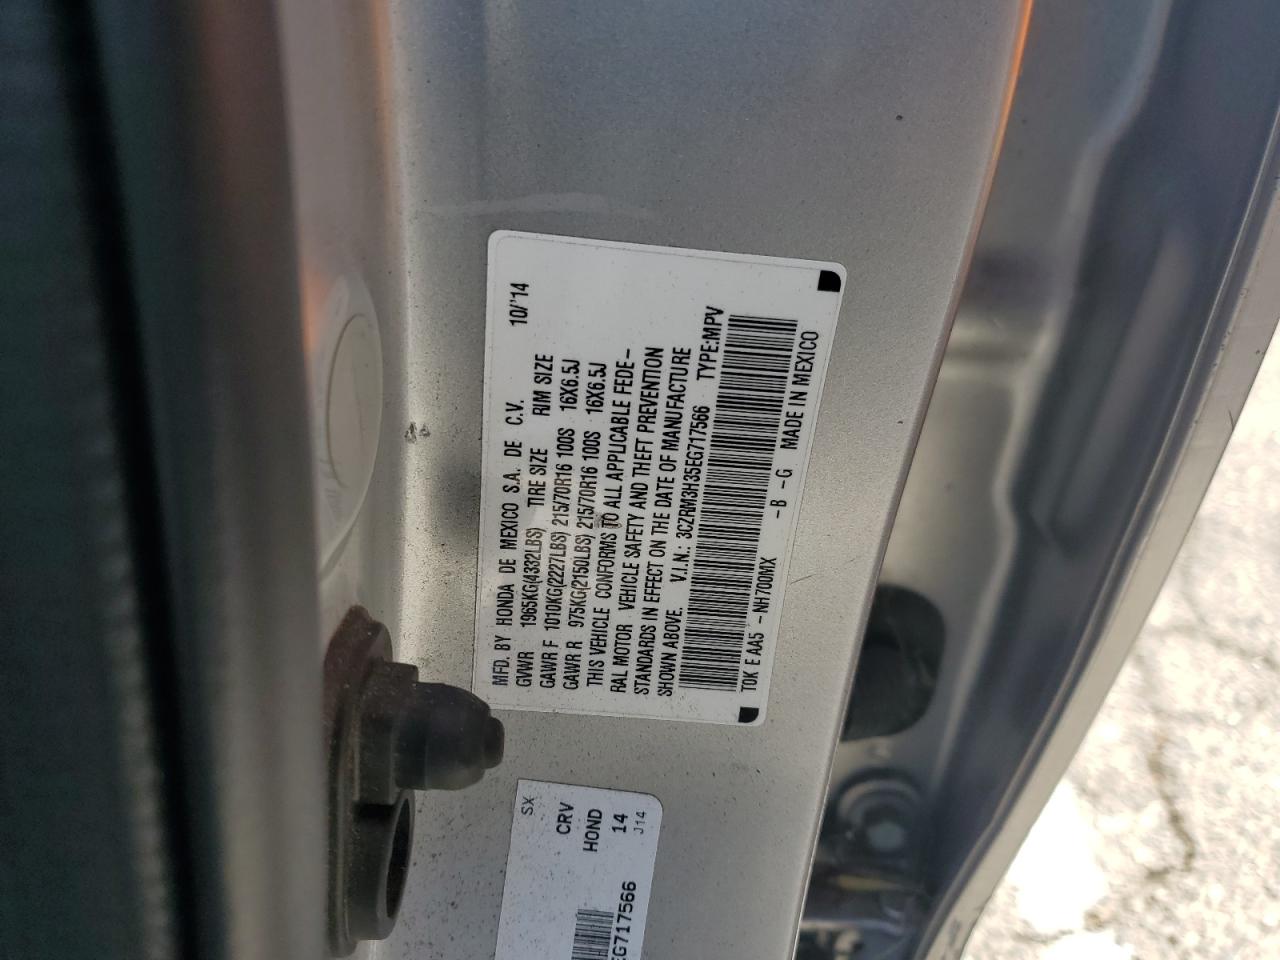 MFD. BY HONDA DE MEXICO S.A. DE C.V. 10/'14
GVWR 1965KG(4332LBS) TIRE SIZE RIM SIZE
GAWR F 1010KG(2227LBS) 215/70R16 100S 16X6.5J
GAWR R 975KG(2150LBS) 215/70R16 100S 16X6.5J
THIS VEHICLE CONFORMS TO ALL APPLICABLE FEDE-
RAL MOTOR VEHICLE SAFETY AND THEFT PREVENTION
STANDARDS IN EFFECT ON THE DATE OF MANUFACTURE
SHOWN ABOVE. V.I.N.: 3CZRM3H35EG717566 TYPE:MPV
T0K E AA5 -NH700MX -B -G MADE IN MEXICO
SX
CRV
HOND
14
J14
EG717566